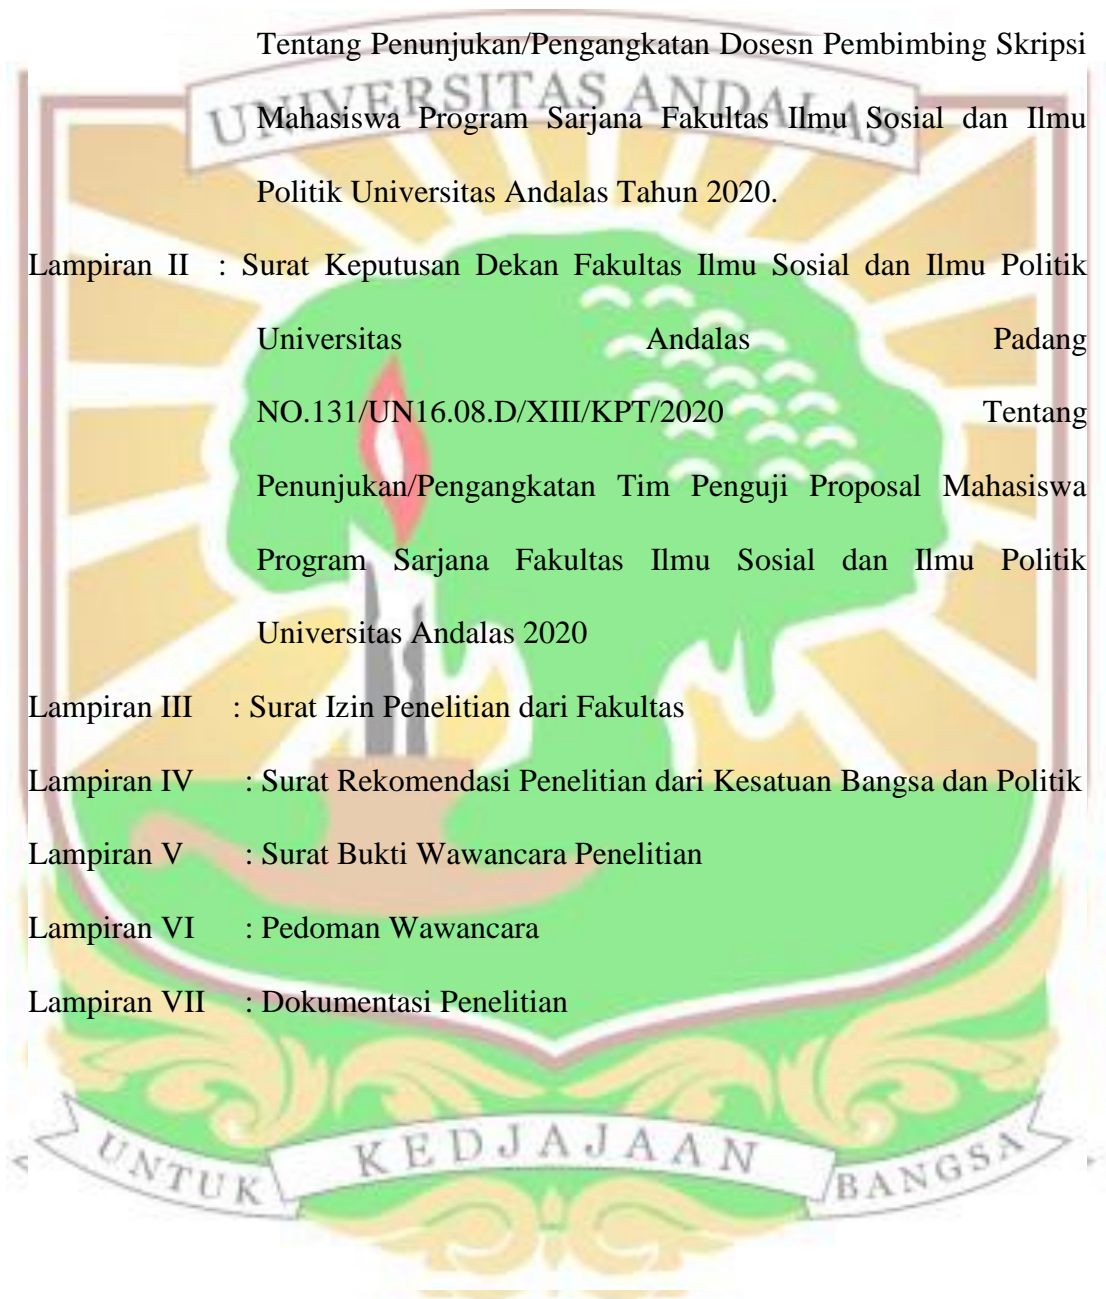 Tentang Penunjukan/Pengangkatan Dosesn Pembimbing Skripsi
UNIVERSITAS ANDALAS
Mahasiswa Program Sarjana Fakultas Ilmu Sosial dan Ilmu
Politik Universitas Andalas Tahun 2020.
Lampiran II : Surat Keputusan Dekan Fakultas Ilmu Sosial dan Ilmu Politik
Universitas Andalas Padang
NO.131/UN16.08.D/XIII/KPT/2020 Tentang
Penunjukan/Pengangkatan Tim Penguji Proposal Mahasiswa
Program Sarjana Fakultas Ilmu Sosial dan Ilmu Politik
Universitas Andalas 2020
Lampiran III : Surat Izin Penelitian dari Fakultas
Lampiran IV : Surat Rekomendasi Penelitian dari Kesatuan Bangsa dan Politik
Lampiran V : Surat Bukti Wawancara Penelitian
Lampiran VI : Pedoman Wawancara
Lampiran VII : Dokumentasi Penelitian
UNTUK KEDJAJAAN BANGSA